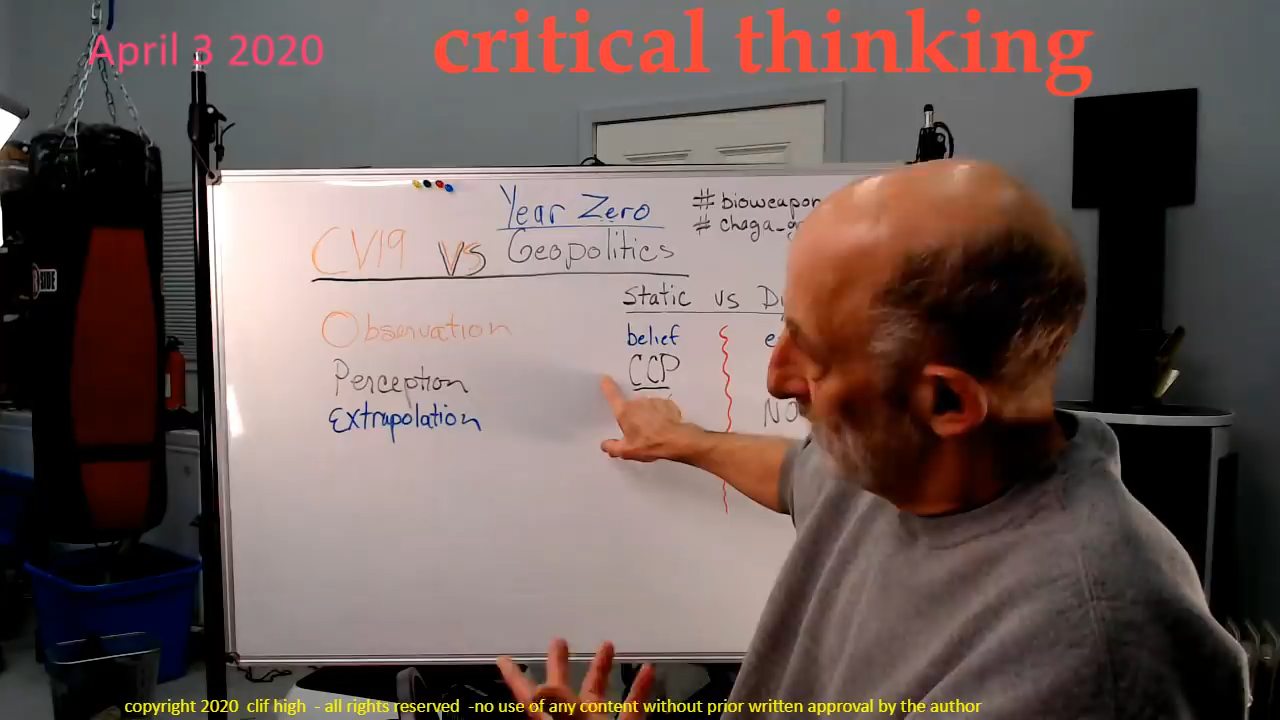 April 3 2020
critical thinking
Year Zero
CV19 VS Geopolitics
# bioweapon
Static vs
Observation
belief
Perception
CCP
Extrapolation
NO
copyright 2020 clif high - all rights reserved -no use of any content without prior written approval by the author